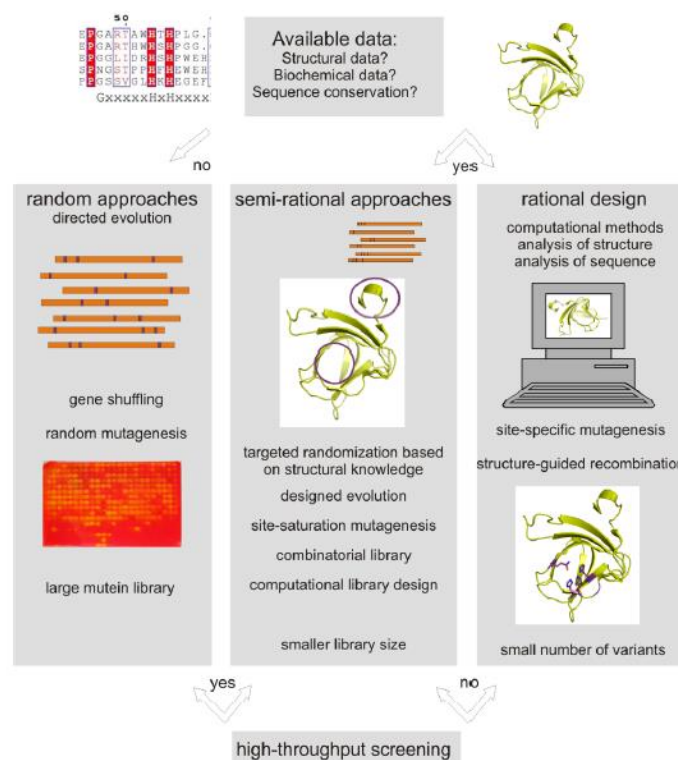 50
Available data:
Structural data?
Biochemical data?
Sequence conservation?
GxxxxxHxHxxxx
no
yes
random approaches
directed evolution
gene shuffling
random mutagenesis
large mutein library
semi-rational approaches
targeted randomization based
on structural knowledge
designed evolution
site-saturation mutagenesis
combinatorial library
computational library design
smaller library size
rational design
computational methods
analysis of structure
analysis of sequence
site-specific mutagenesis
structure-guided recombination
small number of variants
yes
no
high-throughput screening